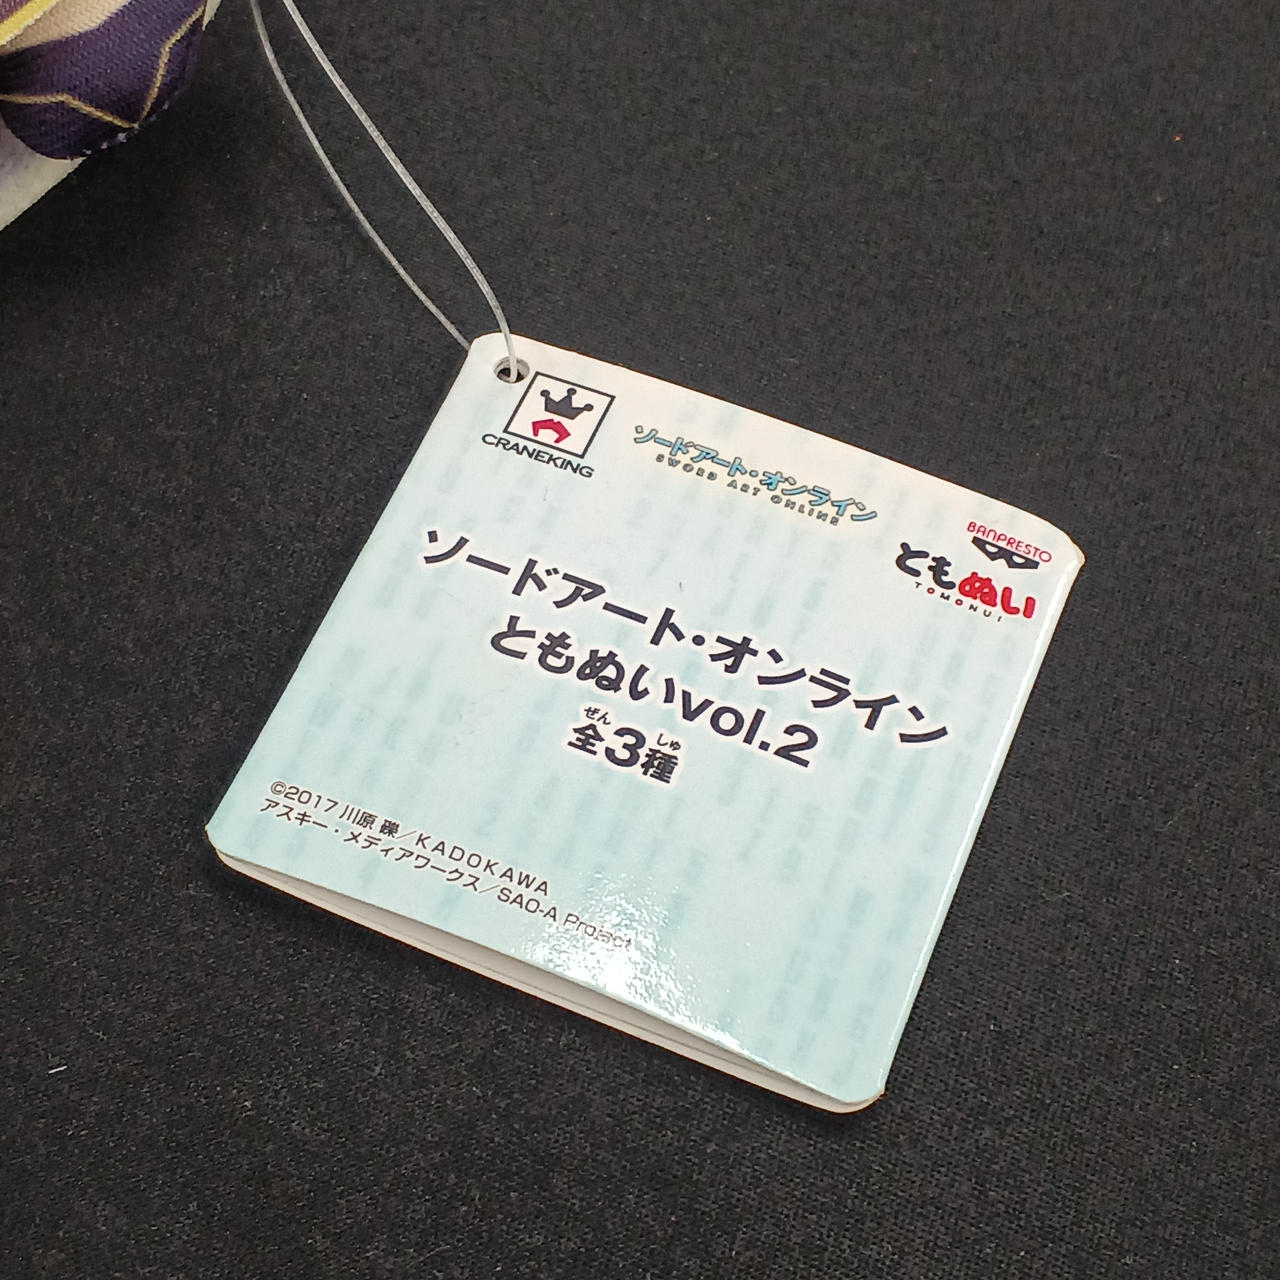 CRANEKING
ソードアート・オンライン
SWORD ART ONLINE
BANPRESTO
ともぬい
TOMONUI
ソードアート・オンライン
ともぬいvol.2
ぜん しゅ
全3種
©2017 川原 礫／KADOKAWA
アスキー・メディアワークス／SAO-A Project